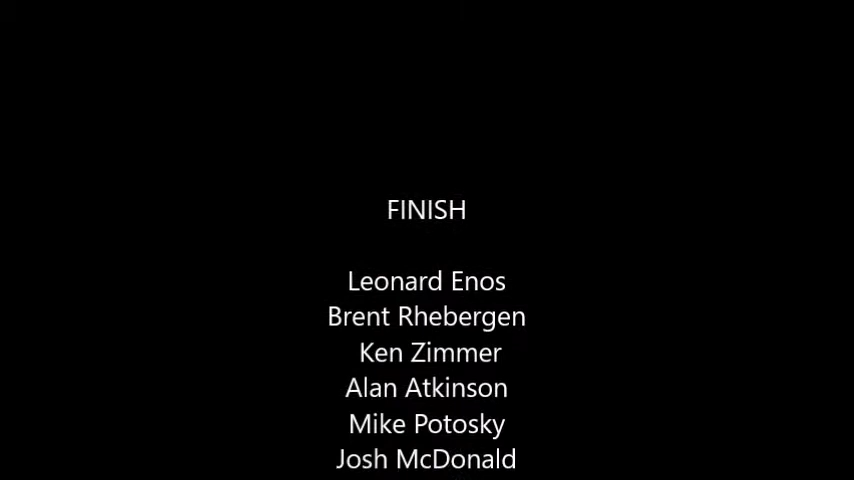 FINISH
Leonard Enos
Brent Rhebergen
Ken Zimmer
Alan Atkinson
Mike Potosky
Josh McDonald